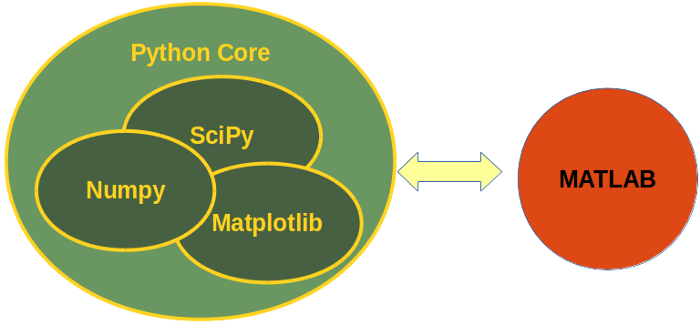 Python Core
SciPy
Numpy
Matplotlib
MATLAB